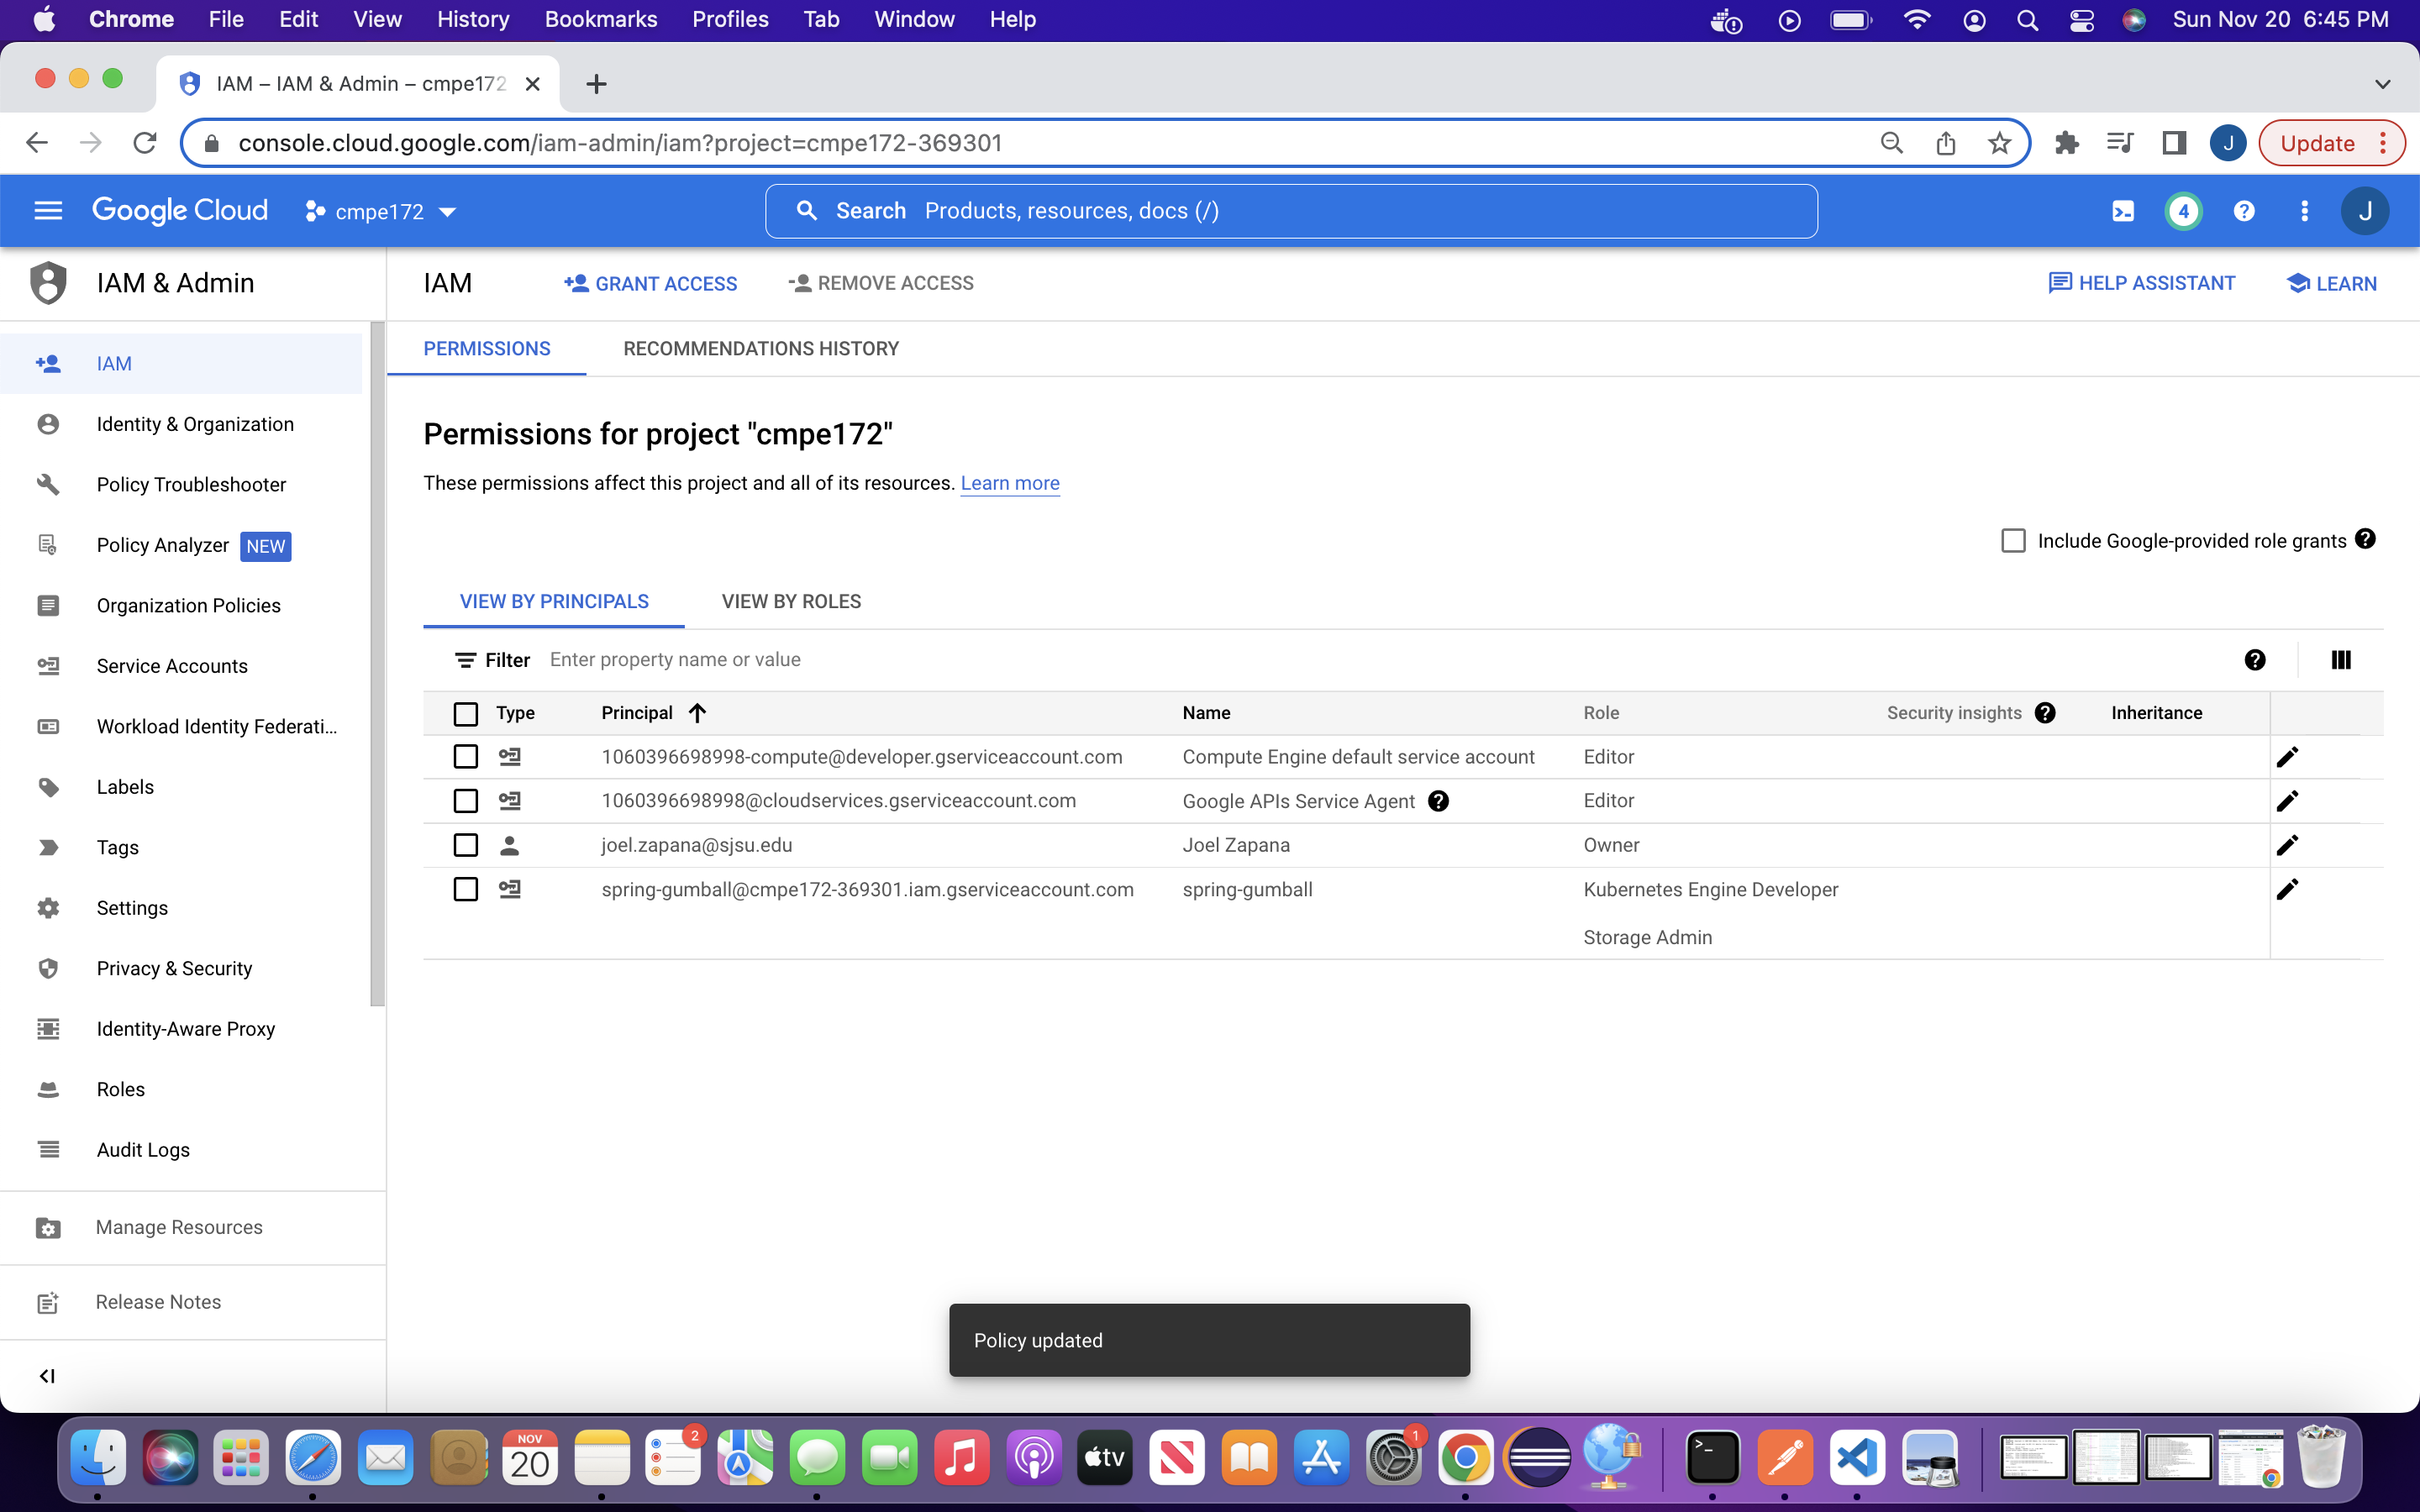 Chrome File Edit View History Bookmarks Profiles Tab Window Help Sun Nov 20 6:45 PM
IAM – IAM & Admin – cmpe172
console.cloud.google.com/iam-admin/iam?project=cmpe172-369301 J Update
Google Cloud cmpe172 Search Products, resources, docs (/) 4 J
IAM & Admin
IAM GRANT ACCESS REMOVE ACCESS HELP ASSISTANT LEARN
IAM
Identity & Organization
Policy Troubleshooter
Policy Analyzer NEW
Organization Policies
Service Accounts
Workload Identity Federati...
Labels
Tags
Settings
Privacy & Security
Identity-Aware Proxy
Roles
Audit Logs
Manage Resources
Release Notes
PERMISSIONS RECOMMENDATIONS HISTORY
Permissions for project "cmpe172"
These permissions affect this project and all of its resources. Learn more
Include Google-provided role grants
VIEW BY PRINCIPALS VIEW BY ROLES
Filter Enter property name or value
Type Principal Name Role Security insights Inheritance
1060396698998-compute@developer.gserviceaccount.com Compute Engine default service account Editor
1060396698998@cloudservices.gserviceaccount.com Google APIs Service Agent Editor
joel.zapana@sjsu.edu Joel Zapana Owner
spring-gumball@cmpe172-369301.iam.gserviceaccount.com spring-gumball Kubernetes Engine Developer
Storage Admin
Policy updated
NOV
20
2
tv
1